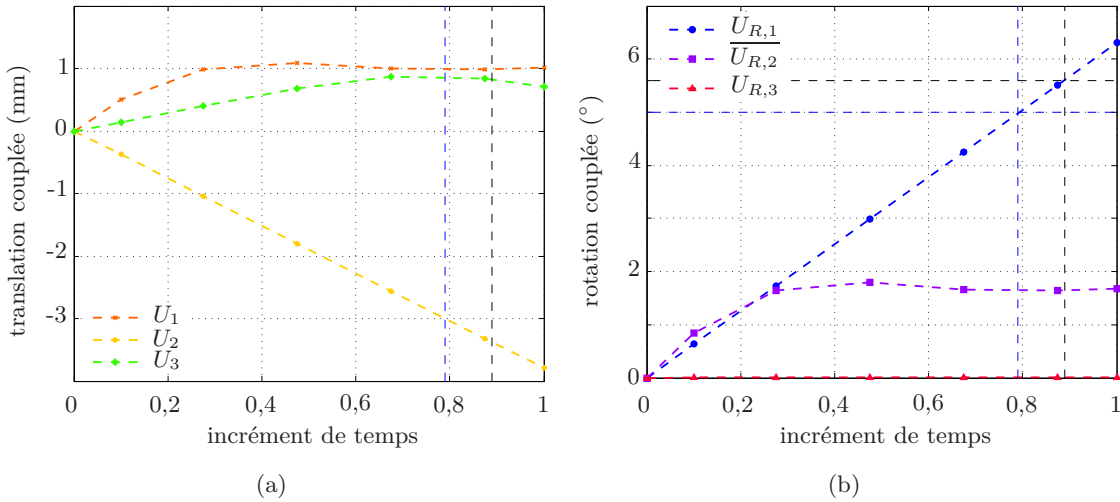 translation couplée (mm)
1
0
-1
-2
-3
U1
U2
U3
0
0,2
0,4
0,6
0,8
1
incrément de temps
(a)
rotation couplée (°)
6
4
2
0
UR,1
UR,2
UR,3
0
0,2
0,4
0,6
0,8
1
incrément de temps
(b)